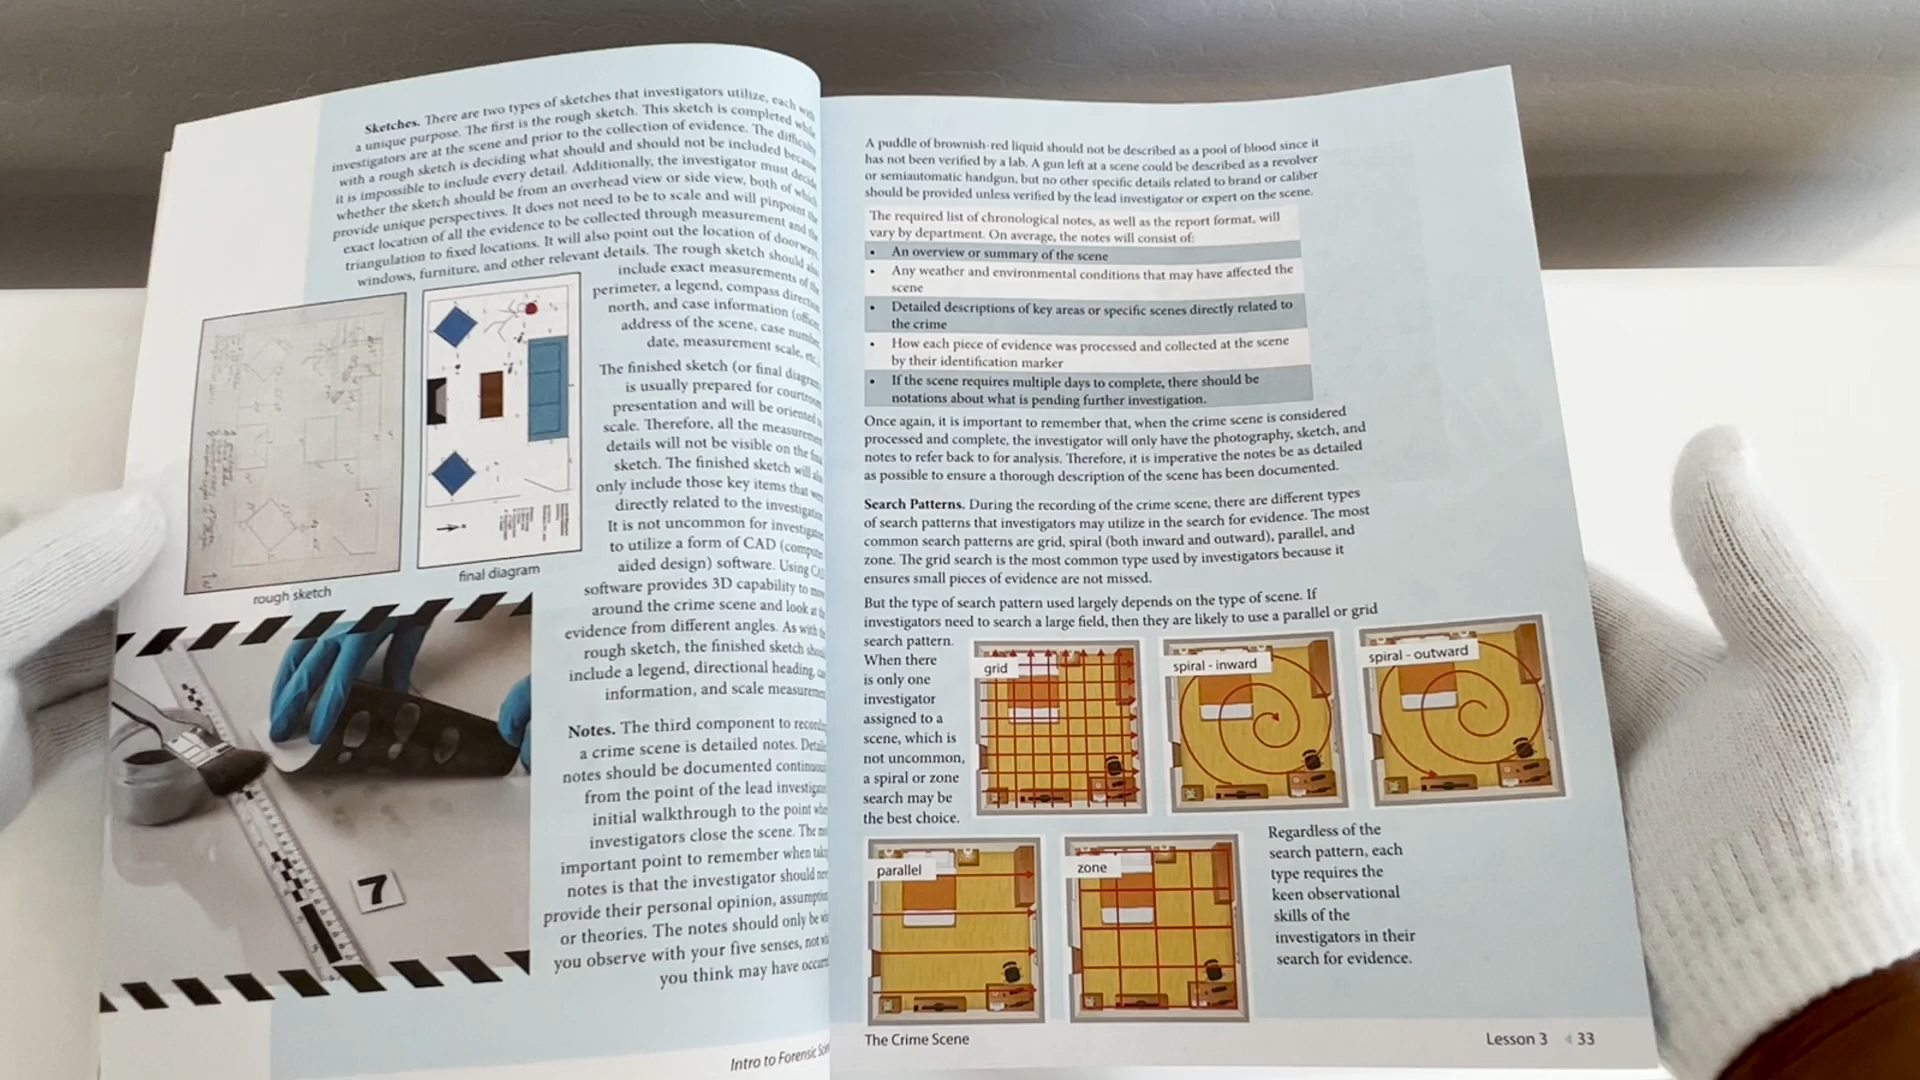 Sketches. There are two types of sketches that investigators utilize, each with
a unique purpose. The first is the rough sketch. This sketch is completed while
investigators are at the scene and prior to the collection of evidence. The difficulty
with a rough sketch is deciding what should and should not be included because
it is impossible to include every detail. Additionally, the investigator must decide
whether the sketch should be from an overhead view or side view, both of which
provide unique perspectives. It does not need to be to scale and will pinpoint the
exact location of all the evidence to be collected through measurement and the
triangulation to fixed locations. It will also point out the location of doorways,
windows, furniture, and other relevant details. The rough sketch should also
include exact measurements of the
perimeter, a legend, compass direction
north, and case information (officer,
address of the scene, case number,
date, measurement scale, etc.
The finished sketch (or final diagram)
is usually prepared for courtroom
presentation and will be oriented to
scale. Therefore, all the measurement
details will not be visible on the final
sketch. The finished sketch will also
only include those key items that were
directly related to the investigation.
It is not uncommon for investigators
to utilize a form of CAD (computer
aided design) software. Using CAD
software provides 3D capability to move
around the crime scene and look at the
evidence from different angles. As with the
rough sketch, the finished sketch should
include a legend, directional heading,
information, and scale measurement
rough sketch
final diagram
Notes. The third component to recording
a crime scene is detailed notes. Detailed
notes should be documented continuously
from the point of the lead investigator
initial walkthrough to the point when
investigators close the scene. The most
important point to remember when taking
notes is that the investigator should not
provide their personal opinion, assumptions
or theories. The notes should only be
you observe with your five senses, not what
you think may have occurred
7
Intro to Forensic
A puddle of brownish-red liquid should not be described as a pool of blood since it
has not been verified by a lab. A gun left at a scene could be described as a revolver
or semiautomatic handgun, but no other specific details related to brand or caliber
should be provided unless verified by the lead investigator or expert on the scene.
The required list of chronological notes, as well as the report format, will
vary by department. On average, the notes will consist of:
• An overview or summary of the scene
• Any weather and environmental conditions that may have affected the
scene
• Detailed descriptions of key areas or specific scenes directly related to
the crime
• How each piece of evidence was processed and collected at the scene
by their identification marker
• If the scene requires multiple days to complete, there should be
notations about what is pending further investigation.
Once again, it is important to remember that, when the crime scene is considered
processed and complete, the investigator will only have the photography, sketch, and
notes to refer back to for analysis. Therefore, it is imperative the notes be as detailed
as possible to ensure a thorough description of the scene has been documented.
Search Patterns. During the recording of the crime scene, there are different types
of search patterns that investigators may utilize in the search for evidence. The most
common search patterns are grid, spiral (both inward and outward), parallel, and
zone. The grid search is the most common type used by investigators because it
ensures small pieces of evidence are not missed.
But the type of search pattern used largely depends on the type of scene. If
investigators need to search a large field, then they are likely to use a parallel or grid
search pattern.
When there
is only one
investigator
assigned to a
scene, which is
not uncommon,
a spiral or zone
search may be
the best choice.
grid
spiral - inward
spiral - outward
parallel
zone
Regardless of the
search pattern, each
type requires the
keen observational
skills of the
investigators in their
search for evidence.
The Crime Scene
Lesson 3 33